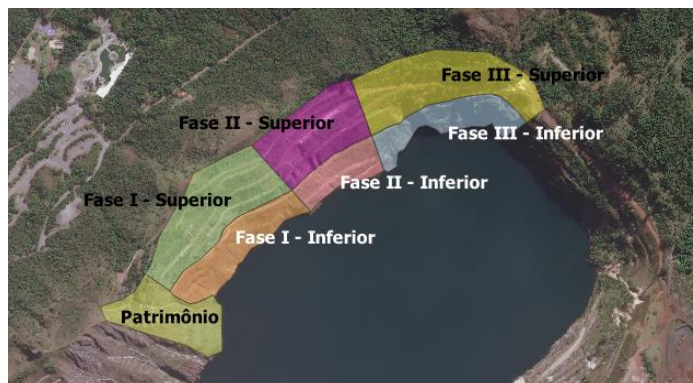 Fase III - Superior
Fase II - Superior
Fase III - Inferior
Fase II - Inferior
Fase I - Superior
Fase I - Inferior
Patrimônio